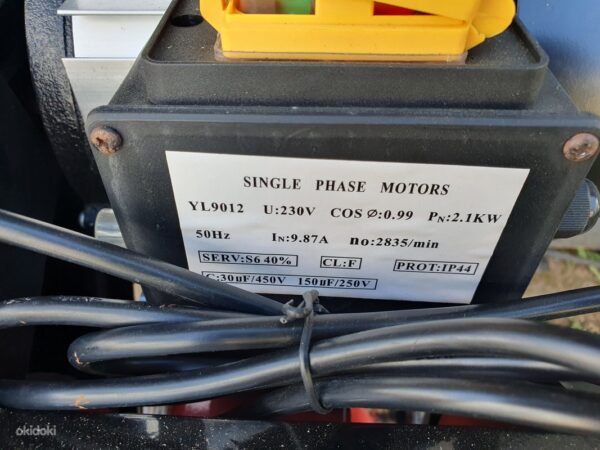 SINGLE PHASE MOTORS
YL9012 U:230V COS Ø:0.99 PN:2.1KW
50Hz IN:9.87A no:2835/min
SERV:S6 40% CL:F PROT:IP44
C:30uF/450V 150uF/250V
okidoki